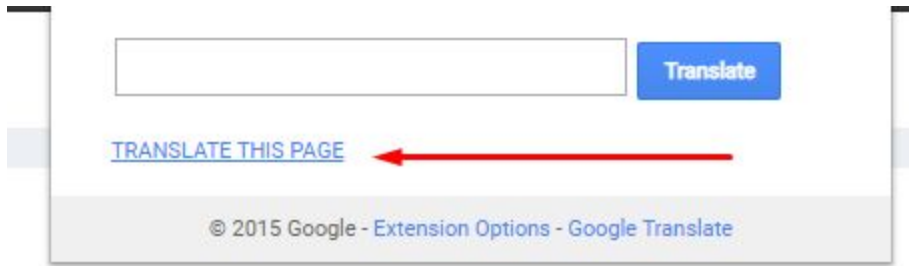 Translate
TRANSLATE THIS PAGE
© 2015 Google - Extension Options - Google Translate